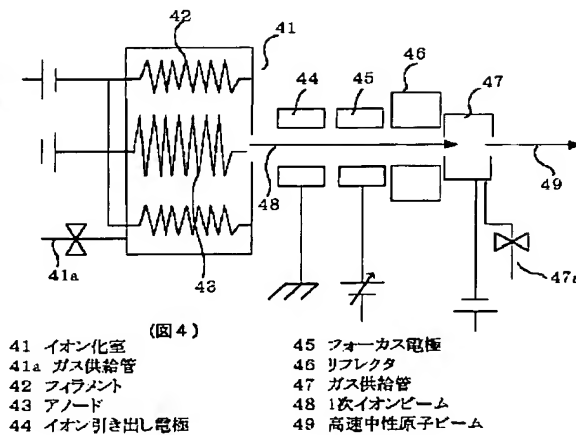 42
41
44
45
46
47
48
49
41a
43
47a
(図4)
41 イオン化室
41a ガス供給管
42 フィラメント
43 アノード
44 イオン引き出し電極
45 フォーカス電極
46 リフレクタ
47 ガス供給管
48 1次イオンビーム
49 高速中性原子ビーム